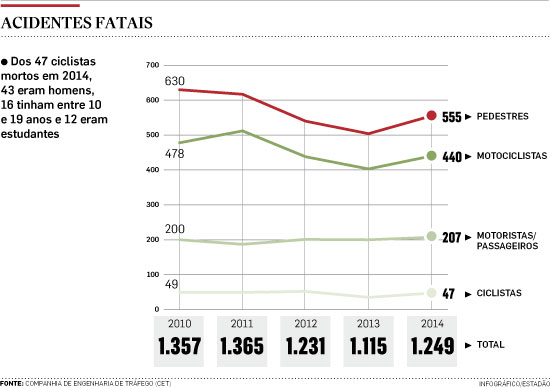 ACIDENTES FATAIS
● Dos 47 ciclistas
mortos em 2014,
43 eram homens,
16 tinham entre 10
e 19 anos e 12 eram
estudantes
700
600
500
400
300
200
100
0
630
478
200
49
555 ► PEDESTRES
440 ► MOTOCICLISTAS
207 ► MOTORISTAS/
PASSAGEIROS
47 ► CICLISTAS
2010 2011 2012 2013 2014
1.357 1.365 1.231 1.115 1.249 ► TOTAL
FONTE: COMPANHIA DE ENGENHARIA DE TRÁFEGO (CET) INFOGRÁFICO/ESTADÃO